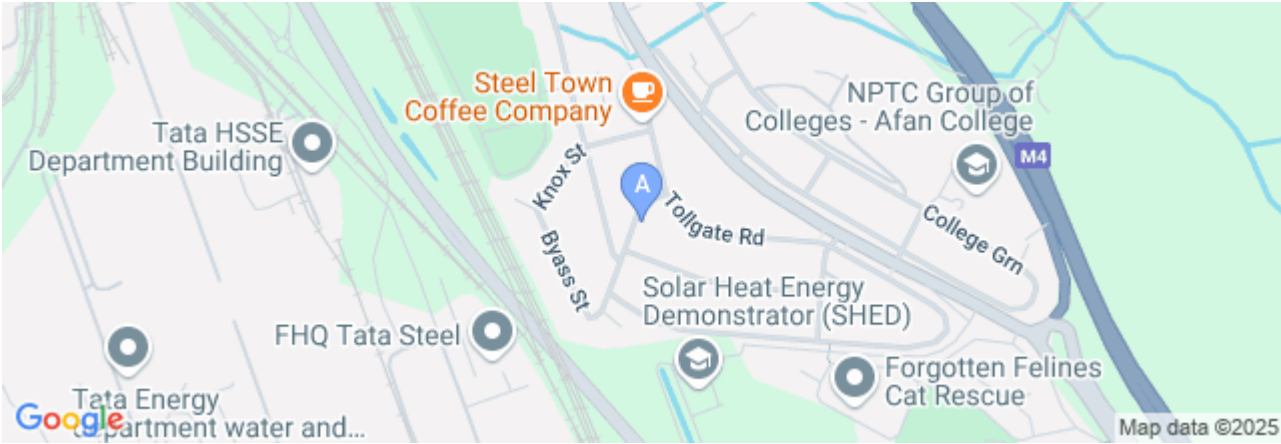 Steel Town
Coffee Company
NPTC Group of
Colleges - Afan College
Tata HSSE
Department Building
M4
Knox St
A
Tollgate Rd
College Grn
Byass St
Solar Heat Energy
Demonstrator (SHED)
FHQ Tata Steel
Forgotten Felines
Cat Rescue
Tata Energy
department water and...
Google
Map data ©2025